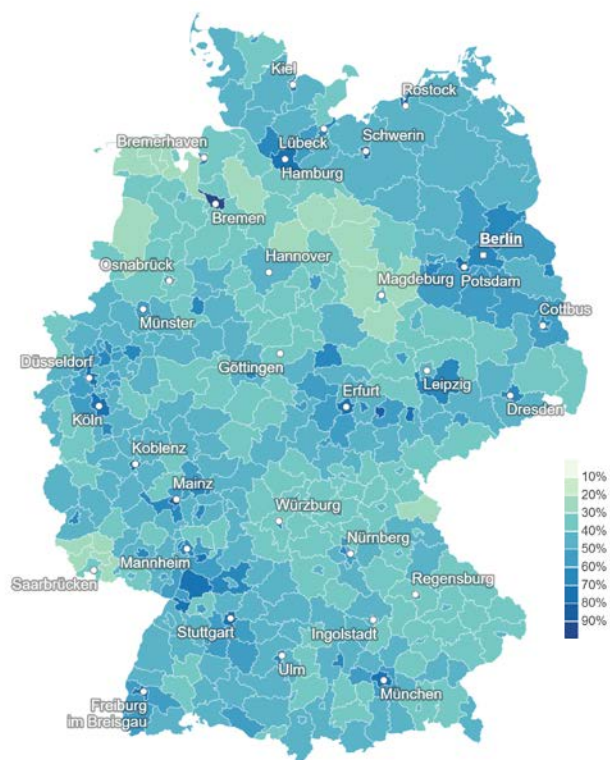 Kiel
Rostock
Bremerhaven
Lübeck
Schwerin
Hamburg
Bremen
Berlin
Hannover
Osnabrück
Magdeburg
Potsdam
Münster
Cottbus
Düsseldorf
Göttingen
Leipzig
Köln
Erfurt
Dresden
Koblenz
10%
Mainz
20%
Würzburg
30%
40%
Nürnberg
50%
Mannheim
60%
Regensburg
70%
Saarbrücken
80%
90%
Stuttgart
Ingolstadt
Ulm
München
Freiburg
im Breisgau